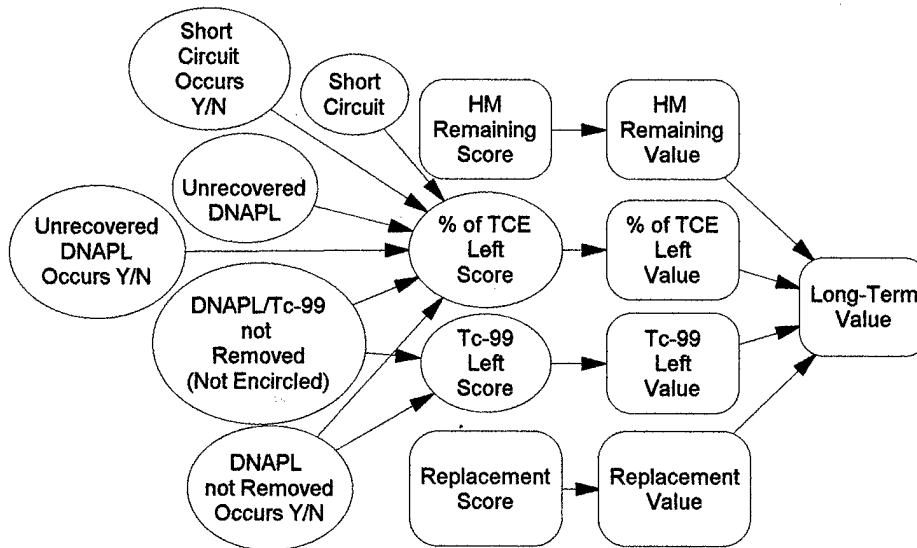 Short
Circuit
Occurs
Y/N
Short
Circuit
HM
Remaining
Score
HM
Remaining
Value
Unrecovered
DNAPL
Unrecovered
DNAPL
Occurs Y/N
% of TCE
Left
Score
% of TCE
Left
Value
Long-Term
Value
DNAPL/Tc-99
not
Removed
(Not Encircled)
Tc-99
Left
Score
Tc-99
Left
Value
DNAPL
not Removed
Occurs Y/N
Replacement
Score
Replacement
Value